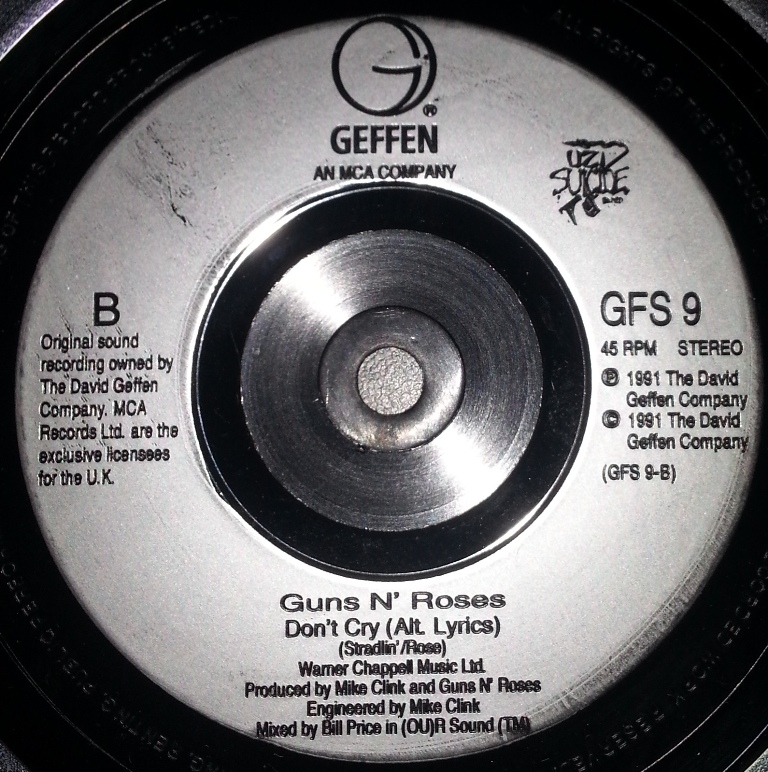 GEFFEN
AN MCA COMPANY
UZI
SUICIDE
B
Original sound
recording owned by
The David Geffen
Company. MCA
Records Ltd. are the
exclusive licensees
for the U.K.
GFS 9
45 RPM STEREO
℗ 1991 The David
Geffen Company
© 1991 The David
Geffen Company
(GFS 9-B)
Guns N' Roses
Don't Cry (Alt. Lyrics)
(Stradlin'/Rose)
Warner Chappell Music Ltd.
Produced by Mike Clink and Guns N' Roses
Engineered by Mike Clink
Mixed by Bill Price in (OU)R Sound (TM)